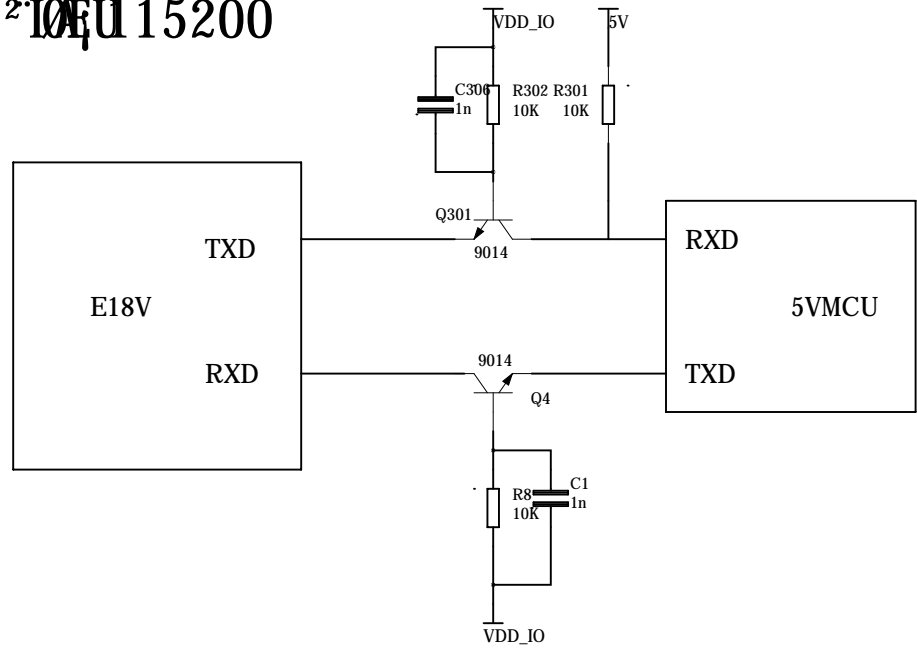 115200
VDD_IO
5V
C306
1n
R302
10K
R301
10K
Q301
9014
TXD
RXD
E18V
5VMCU
9014
RXD
TXD
Q4
R8
10K
C1
1n
VDD_IO